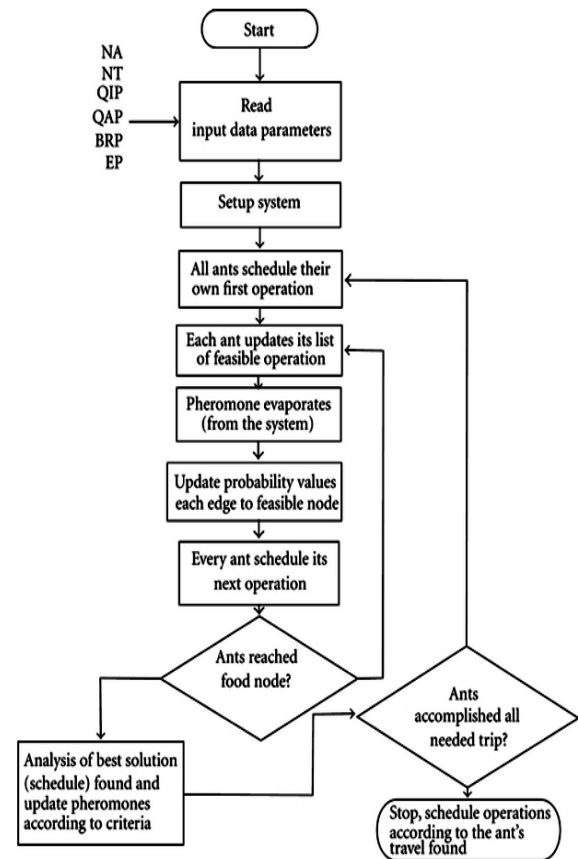 Start
NA
NT
QIP
QAP
BRP
EP
Read
input data parameters
Setup system
All ants schedule their
own first operation
Each ant updates its list
of feasible operation
Pheromone evaporates
(from the system)
Update probability values
each edge to feasible node
Every ant schedule its
next operation
Ants reached
food node?
Ants
accomplished all
needed trip?
Analysis of best solution
(schedule) found and
update pheromones
according to criteria
Stop, schedule operations
according to the ant's
travel found